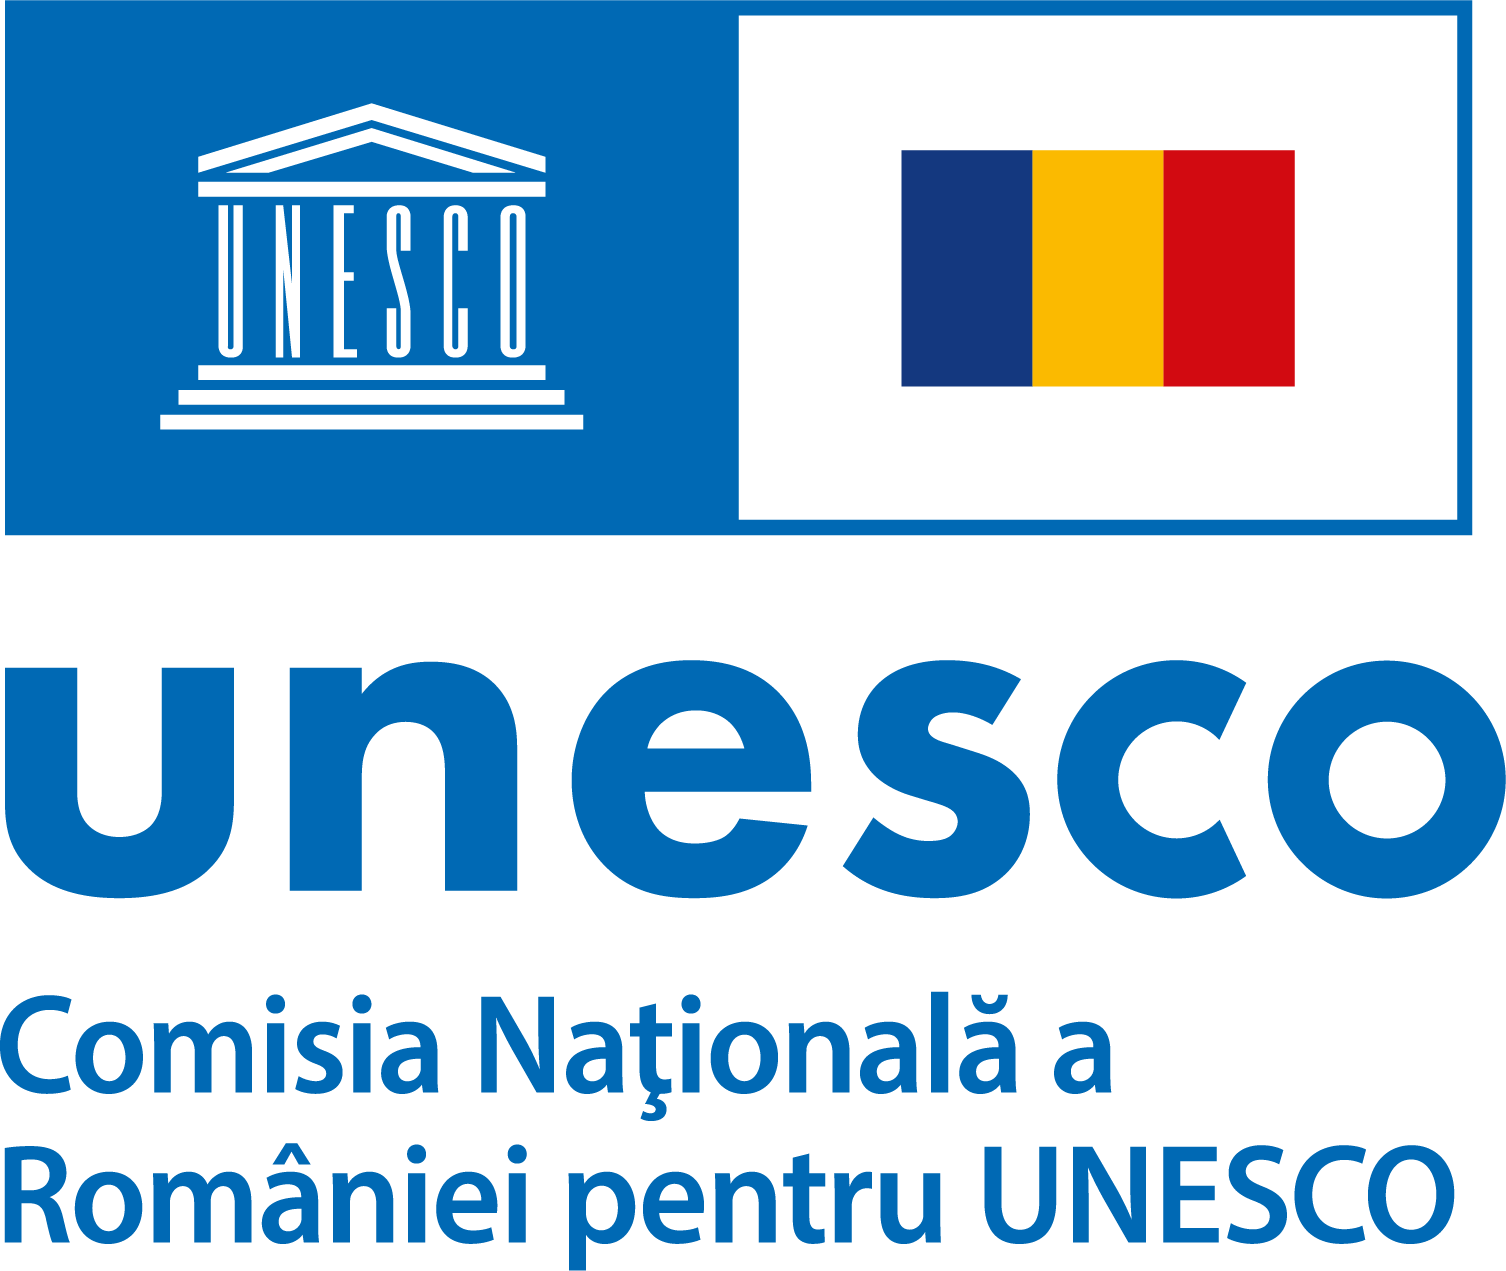 UNESCO
unesco
Comisia Naţională a
României pentru UNESCO